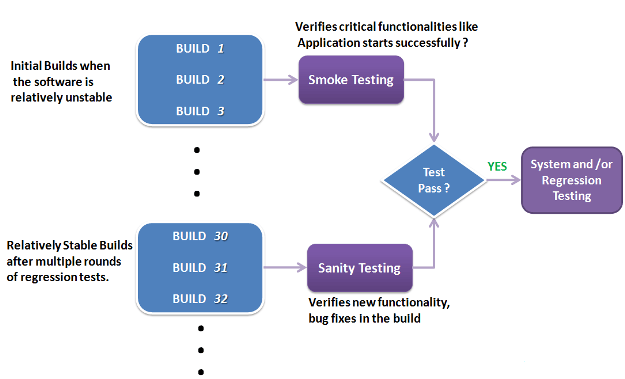 Verifies critical functionalities like
Application starts successfully ?
Initial Builds when
the software is
relatively unstable
BUILD 1
BUILD 2
BUILD 3
Smoke Testing
Test
Pass ?
YES
System and /or
Regression
Testing
Relatively Stable Builds
after multiple rounds
of regression tests.
BUILD 30
BUILD 31
BUILD 32
Sanity Testing
Verifies new functionality,
bug fixes in the build